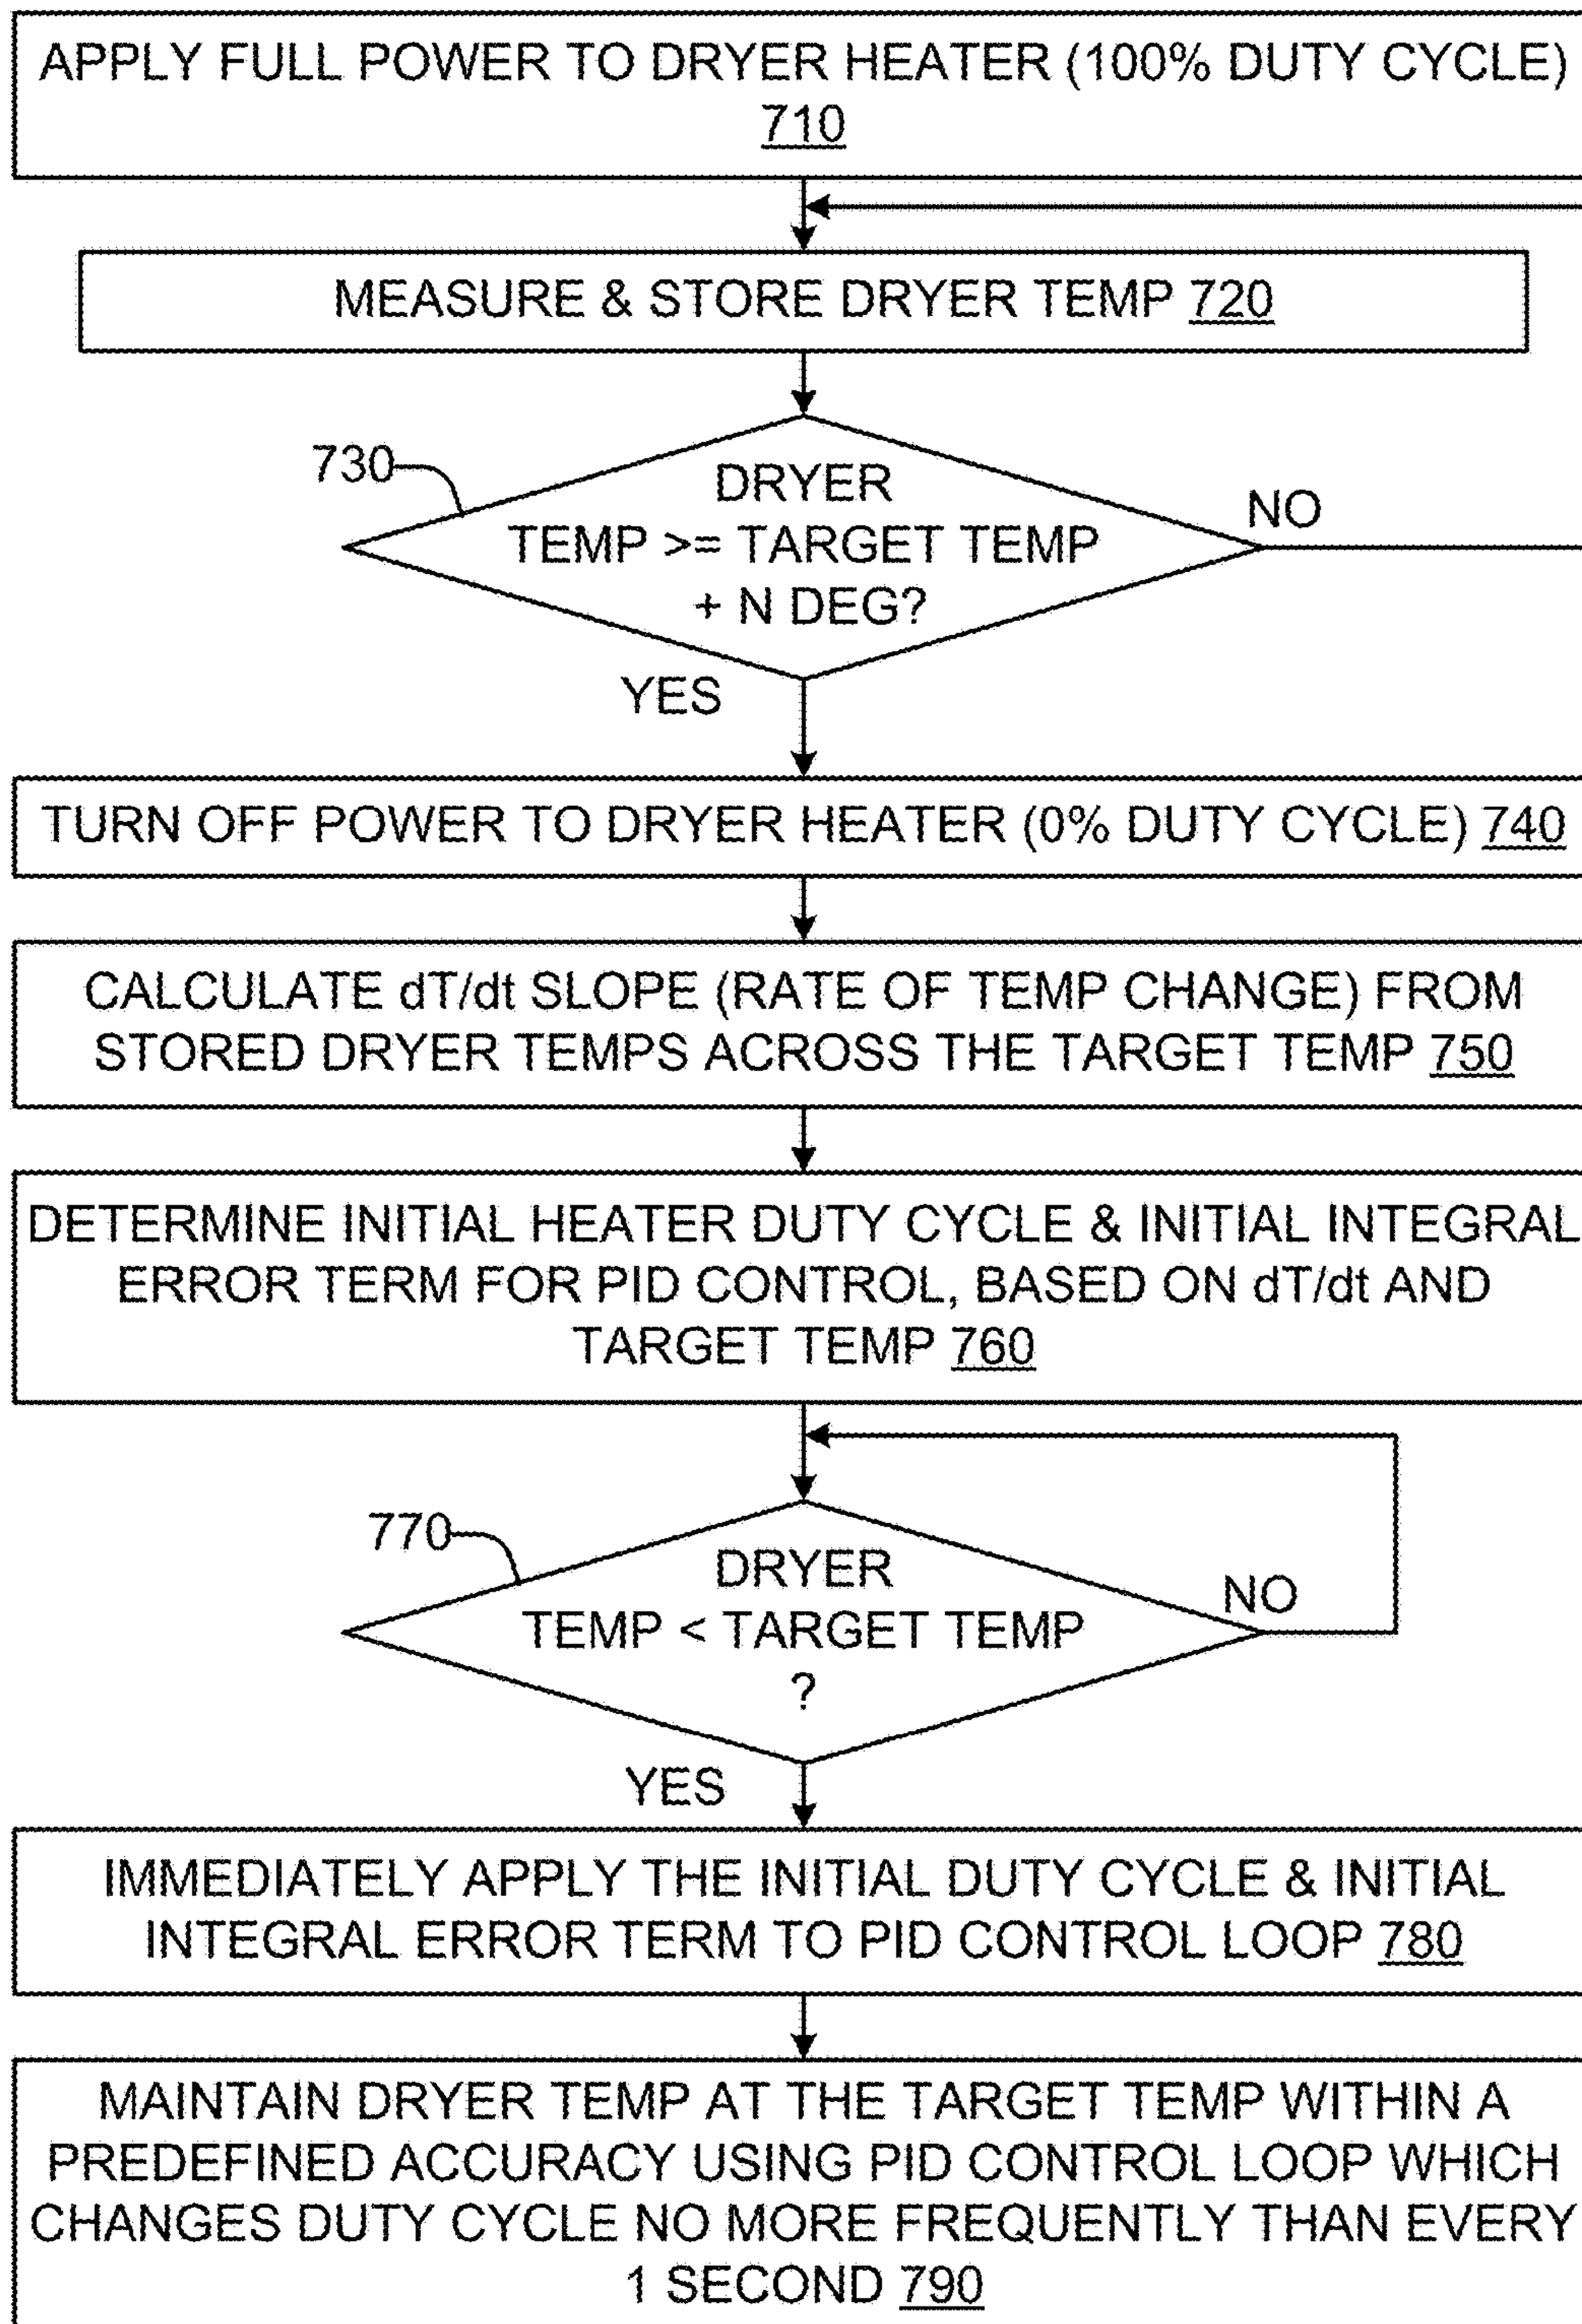 APPLY FULL POWER TO DRYER HEATER (100% DUTY CYCLE)
710
MEASURE & STORE DRYER TEMP 720
730
DRYER
TEMP >= TARGET TEMP
+ N DEG?
NO
YES
TURN OFF POWER TO DRYER HEATER (0% DUTY CYCLE) 740
CALCULATE dT/dt SLOPE (RATE OF TEMP CHANGE) FROM
STORED DRYER TEMPS ACROSS THE TARGET TEMP 750
DETERMINE INITIAL HEATER DUTY CYCLE & INITIAL INTEGRAL
ERROR TERM FOR PID CONTROL, BASED ON dT/dt AND
TARGET TEMP 760
770
DRYER
TEMP < TARGET TEMP
?
NO
YES
IMMEDIATELY APPLY THE INITIAL DUTY CYCLE & INITIAL
INTEGRAL ERROR TERM TO PID CONTROL LOOP 780
MAINTAIN DRYER TEMP AT THE TARGET TEMP WITHIN A
PREDEFINED ACCURACY USING PID CONTROL LOOP WHICH
CHANGES DUTY CYCLE NO MORE FREQUENTLY THAN EVERY
1 SECOND 790